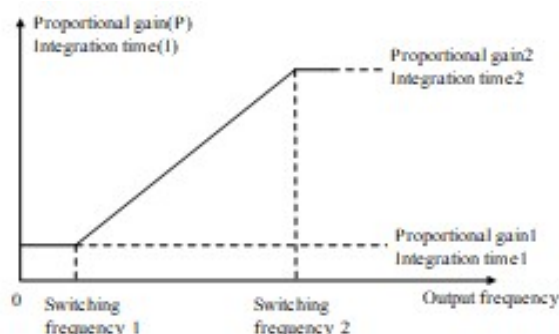 Proportional gain(P)
Integration time(I)
Proportional gain2
Integration time2
Proportional gain1
Integration time1
0
Switching
frequency 1
Switching
frequency 2
Output frequency